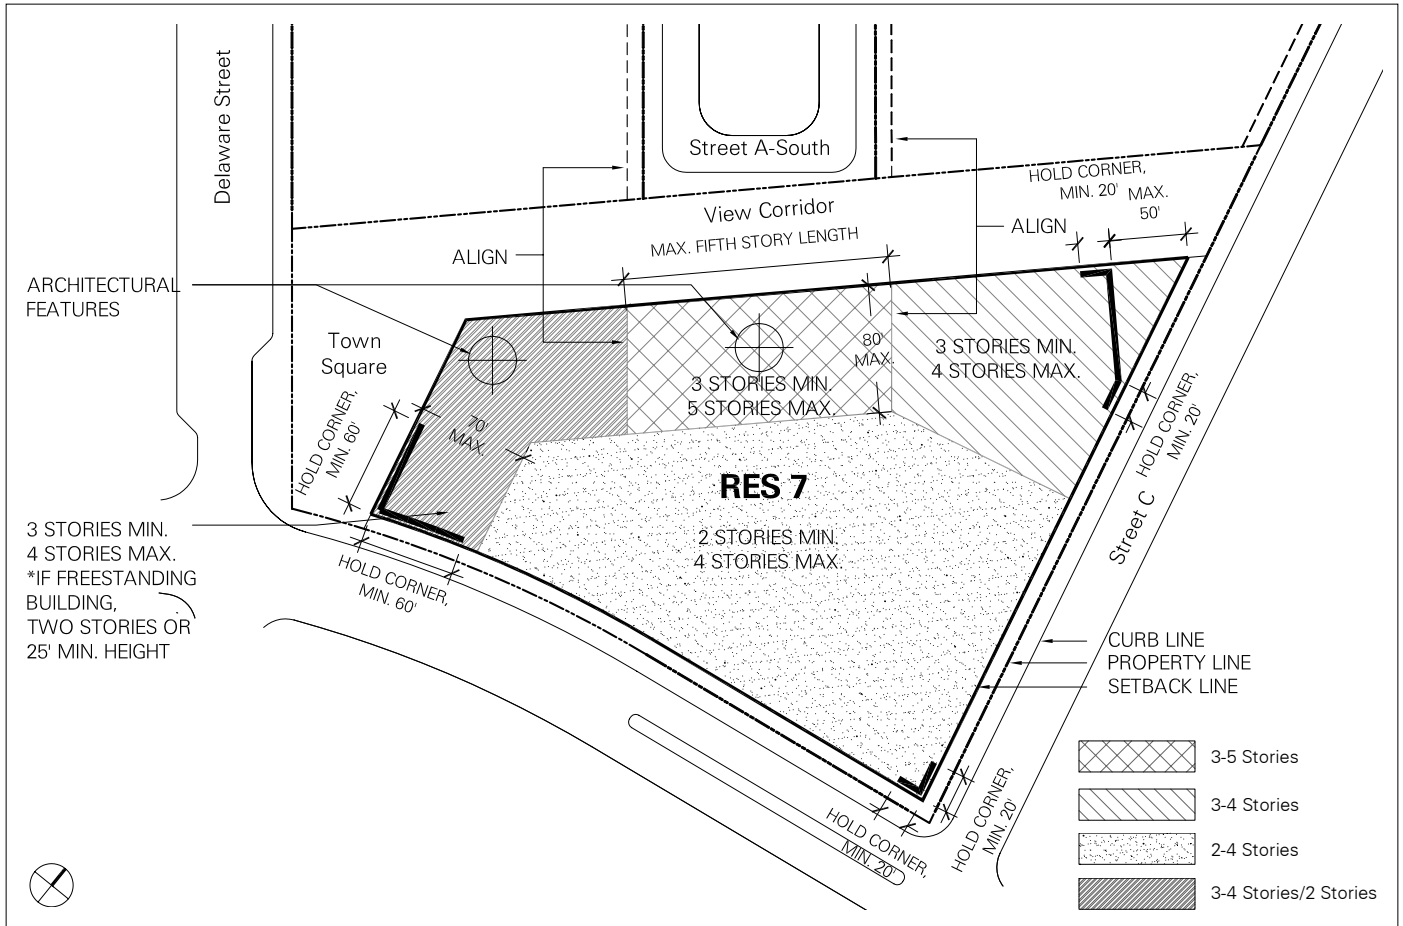 Delaware Street
Street A-South
View Corridor
HOLD CORNER,
MIN. 20'
MAX.
50'
ALIGN
ALIGN
MAX. FIFTH STORY LENGTH
ARCHITECTURAL
FEATURES
Town
Square
80'
MAX.
3 STORIES MIN.
5 STORIES MAX.
3 STORIES MIN.
4 STORIES MAX.
HOLD CORNER,
MIN. 60'
70'
MAX.
HOLD CORNER,
MIN. 20'
RES 7
2 STORIES MIN.
4 STORIES MAX.
Street C
3 STORIES MIN.
4 STORIES MAX.
*IF FREESTANDING
BUILDING,
TWO STORIES OR
25' MIN. HEIGHT
HOLD CORNER,
MIN. 60'
CURB LINE
PROPERTY LINE
SETBACK LINE
HOLD CORNER,
MIN. 20'
HOLD CORNER,
MIN. 20'
3-5 Stories
3-4 Stories
2-4 Stories
3-4 Stories/2 Stories